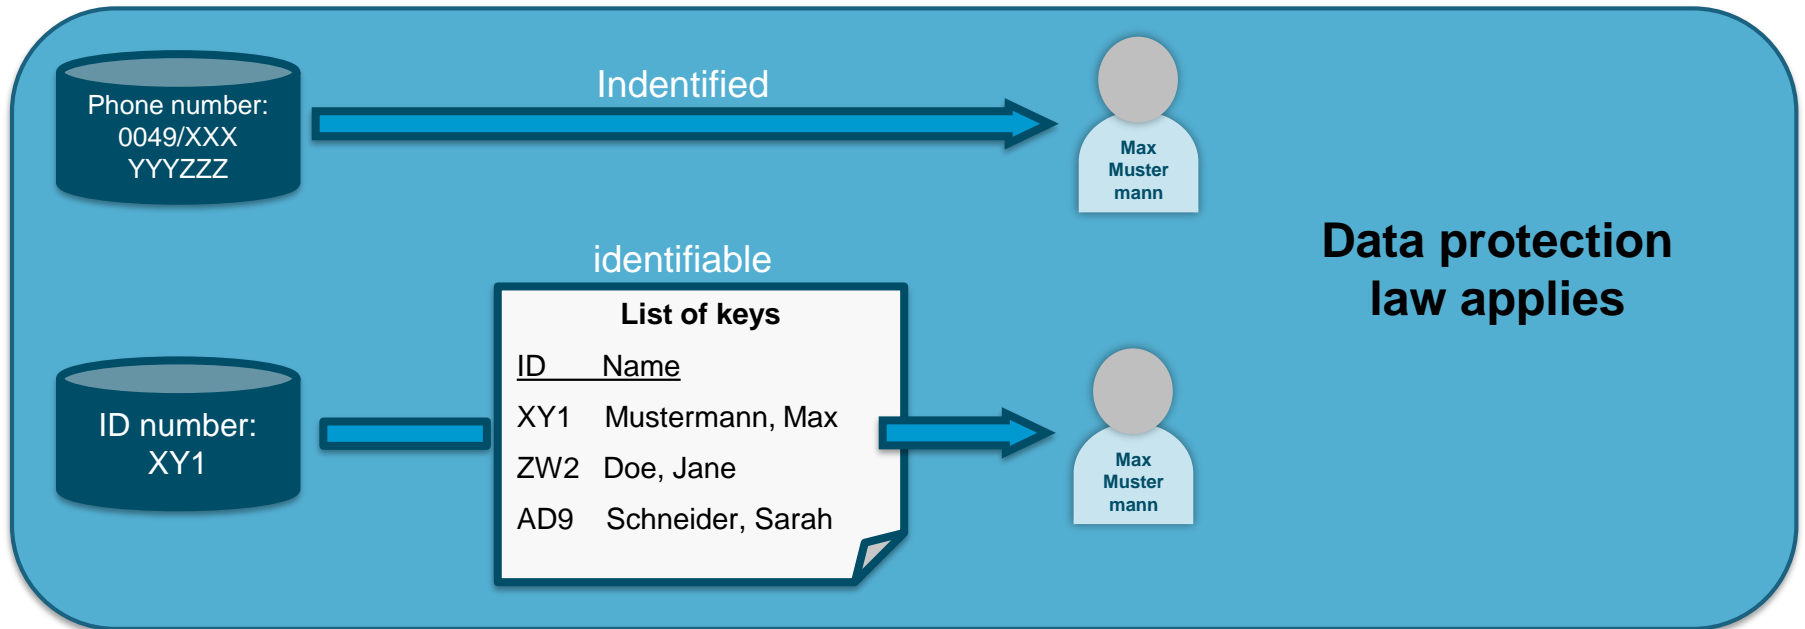 Phone number:
0049/XXX
YYYZZZ
Indentified
Max
Muster
mann
Data protection
law applies
identifiable
List of keys
ID Name
XY1 Mustermann, Max
ZW2 Doe, Jane
AD9 Schneider, Sarah
ID number:
XY1
Max
Muster
mann